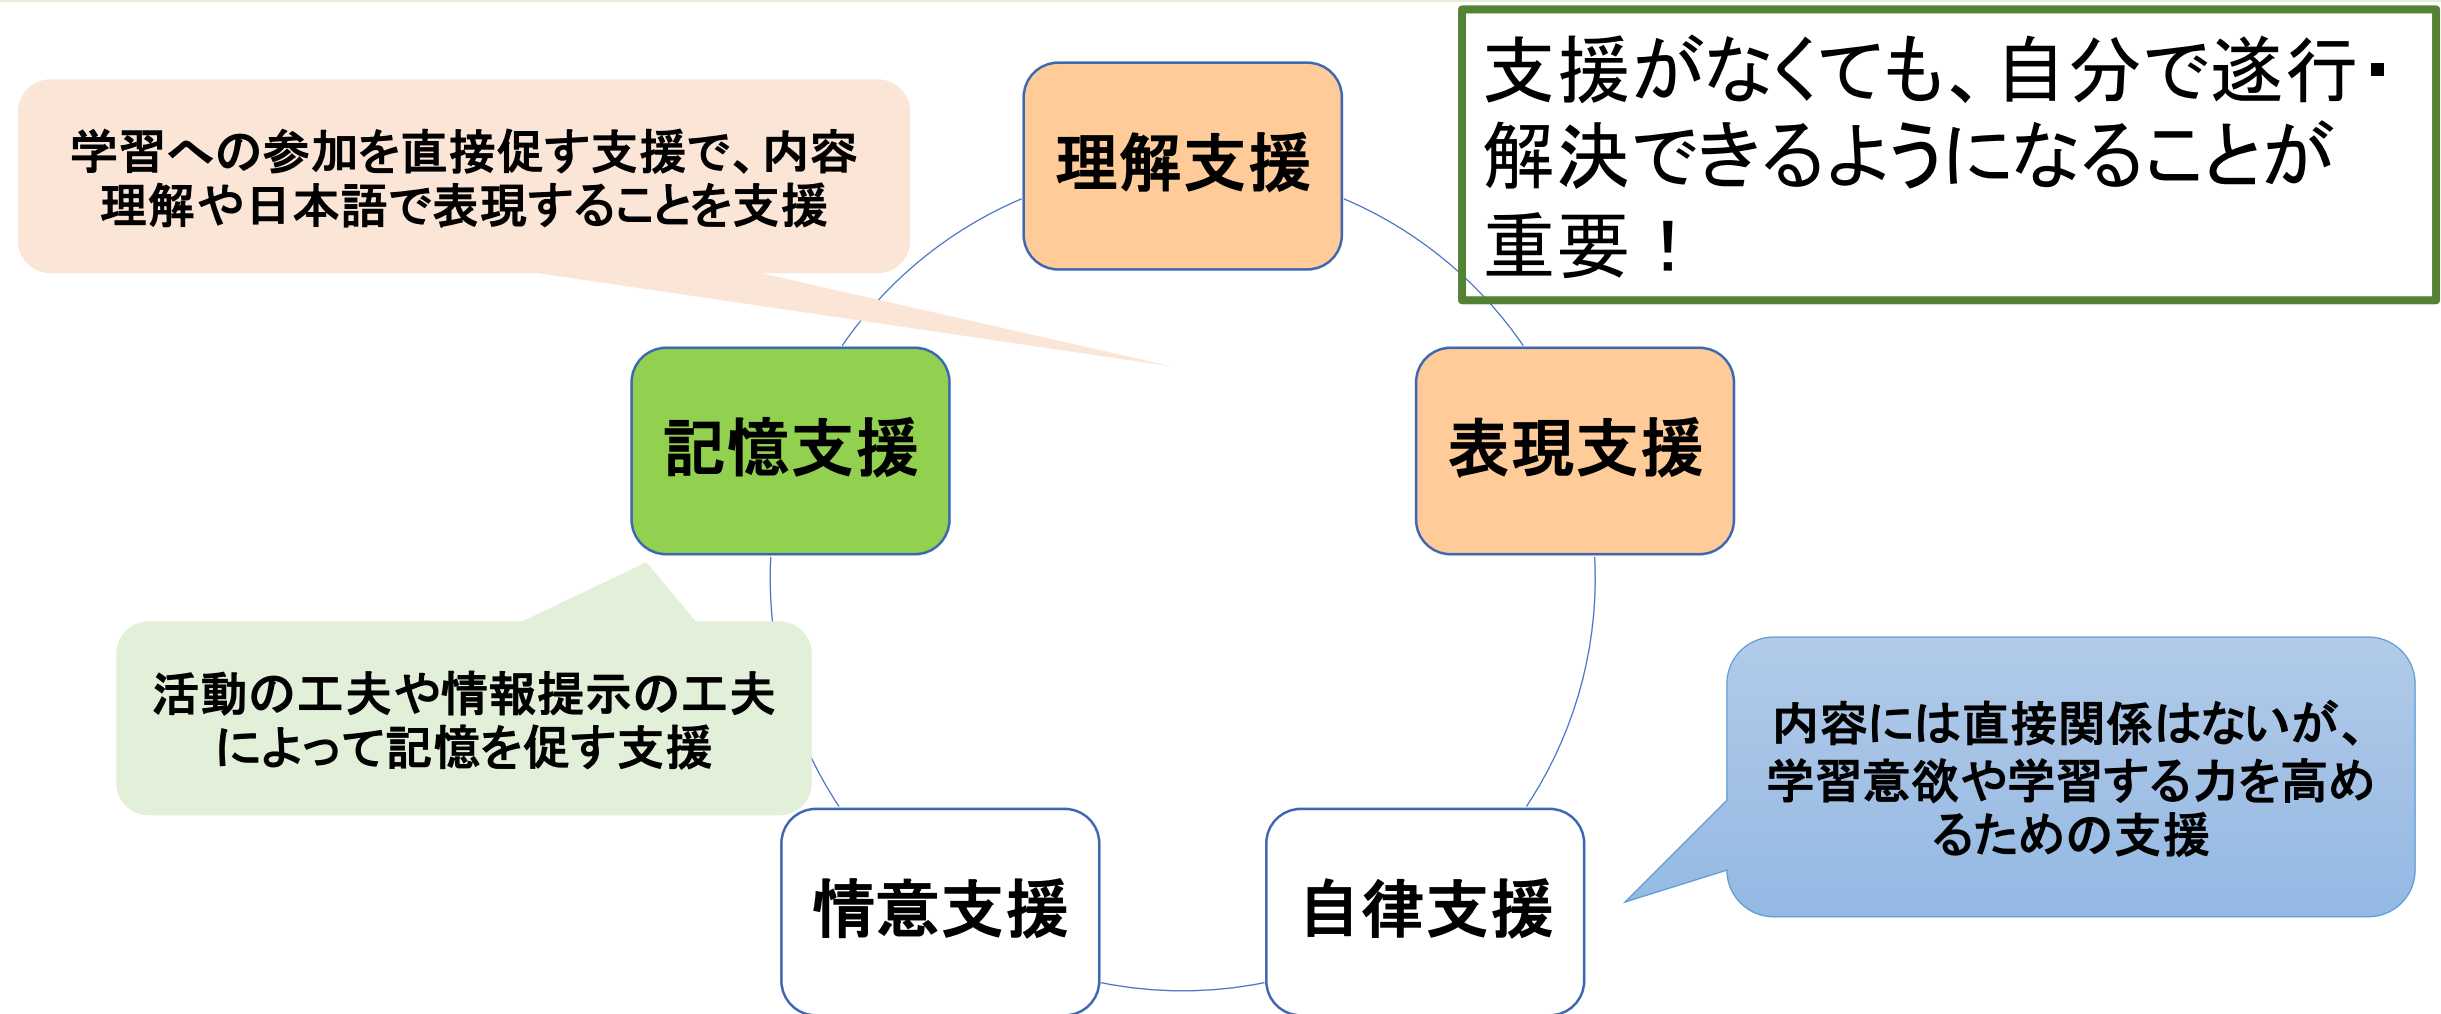 支援がなくても、自分で遂行・
解決できるようになることが
重要！
理解支援
学習への参加を直接促す支援で、内容
理解や日本語で表現することを支援
記憶支援
表現支援
活動の工夫や情報提示の工夫
によって記憶を促す支援
内容には直接関係はないが、
学習意欲や学習する力を高め
るための支援
情意支援
自律支援